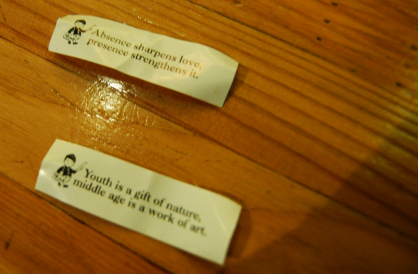 Absence sharpens love,
presence strengthens it.
Youth is a gift of nature,
middle age is a work of art.